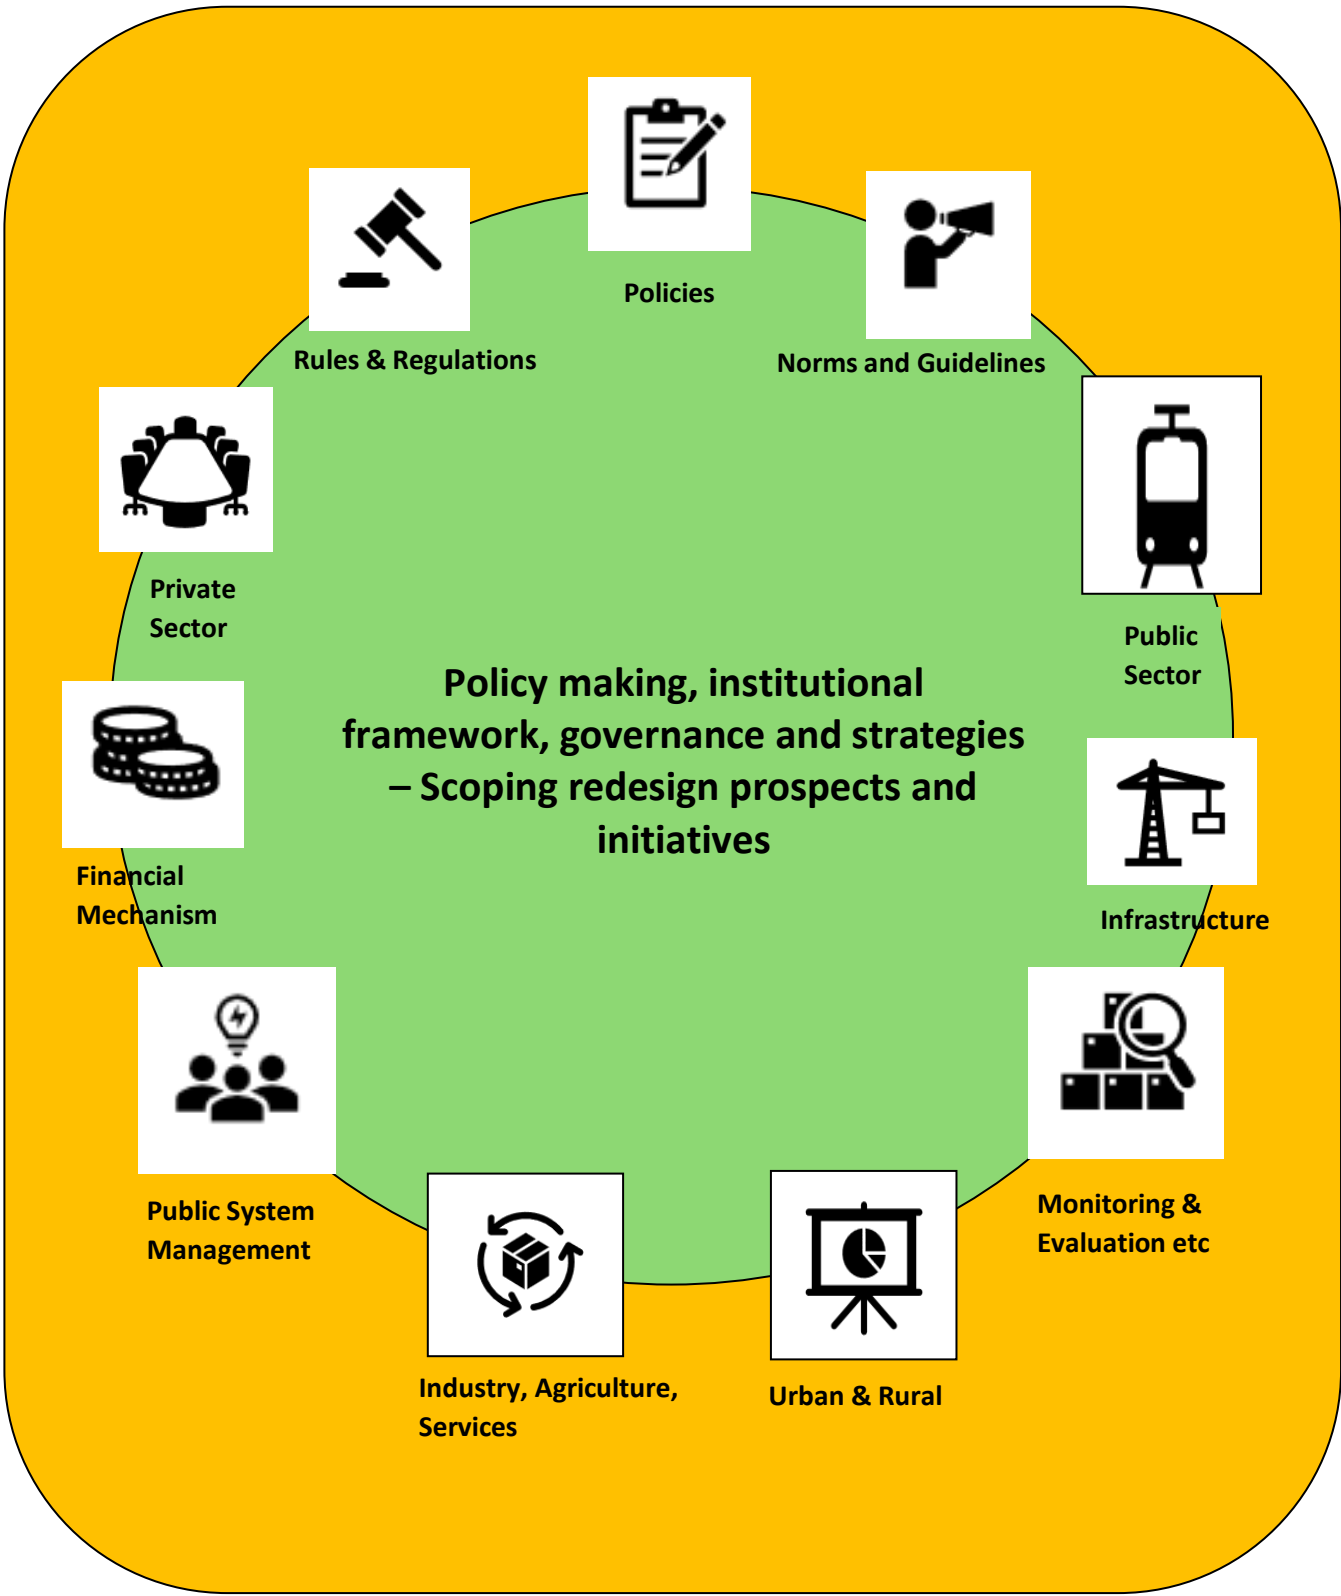 Policies
Rules & Regulations
Norms and Guidelines
Private
Sector
Public
Sector
Policy making, institutional
framework, governance and strategies
– Scoping redesign prospects and
initiatives
Financial
Mechanism
Infrastructure
Public System
Management
Monitoring &
Evaluation etc
Industry, Agriculture,
Services
Urban & Rural